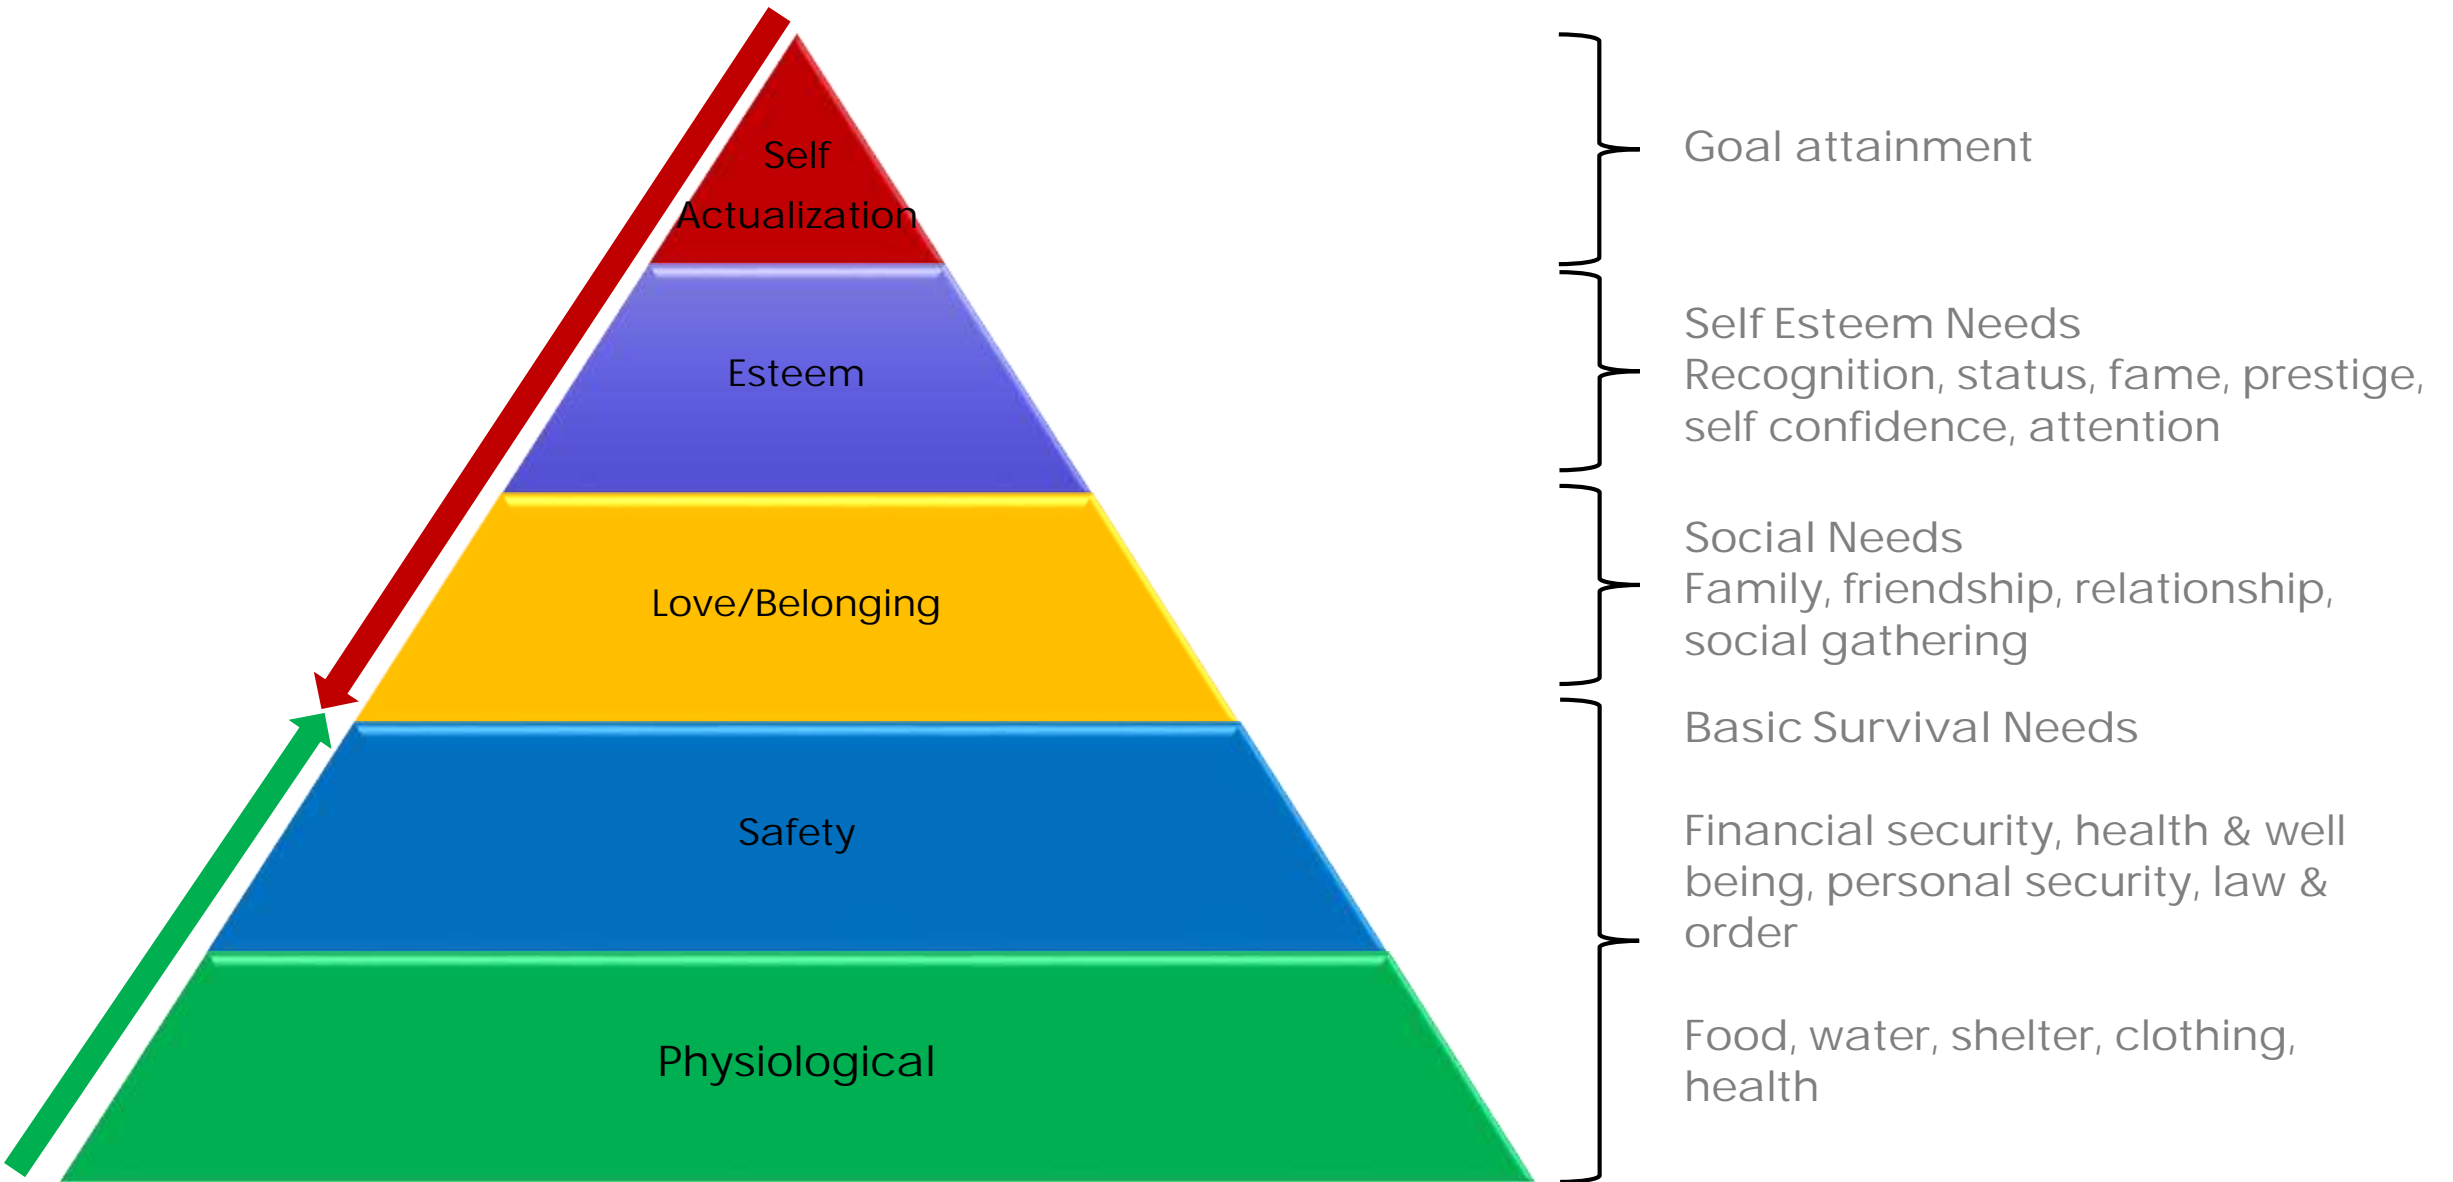 Self
Actualization
Goal attainment
Esteem
Self Esteem Needs
Recognition, status, fame, prestige,
self confidence, attention
Love/Belonging
Social Needs
Family, friendship, relationship,
social gathering
Safety
Basic Survival Needs
Financial security, health & well
being, personal security, law &
order
Physiological
Food, water, shelter, clothing,
health